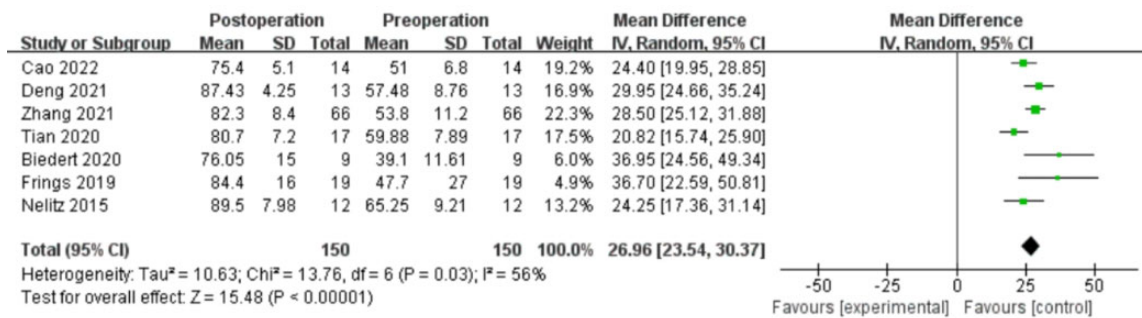 Postoperation Preoperation Mean Difference Mean Difference
Study or Subgroup Mean SD Total Mean SD Total Weight IV, Random, 95% CI IV, Random, 95% CI
Cao 2022 75.4 5.1 14 51 6.8 14 19.2% 24.40 [19.95, 28.85]
Deng 2021 87.43 4.25 13 57.48 8.76 13 16.9% 29.95 [24.66, 35.24]
Zhang 2021 82.3 8.4 66 53.8 11.2 66 22.3% 28.50 [25.12, 31.88]
Tian 2020 80.7 7.2 17 59.88 7.89 17 17.5% 20.82 [15.74, 25.90]
Biedert 2020 76.05 15 9 39.1 11.61 9 6.0% 36.95 [24.56, 49.34]
Frings 2019 84.4 16 19 47.7 27 19 4.9% 36.70 [22.59, 50.81]
Nelitz 2015 89.5 7.98 12 65.25 9.21 12 13.2% 24.25 [17.36, 31.14]
Total (95% CI) 150 150 100.0% 26.96 [23.54, 30.37]
Heterogeneity: Tau² = 10.63; Chi² = 13.76, df = 6 (P = 0.03); I² = 56%
Test for overall effect: Z = 15.48 (P < 0.00001)
-50 -25 0 25 50
Favours [experimental] Favours [control]